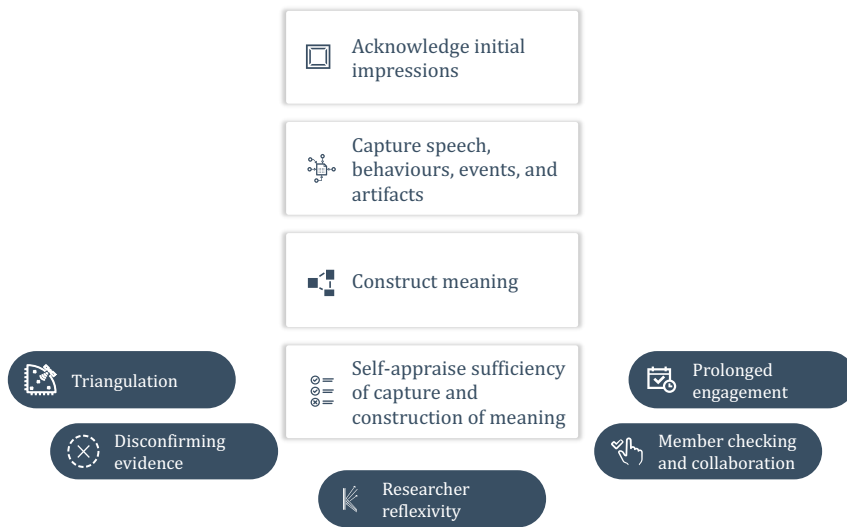 Acknowledge initial
impressions
Capture speech,
behaviours, events, and
artifacts
Construct meaning
Self-appraise sufficiency
of capture and
construction of meaning
Triangulation
Disconfirming
evidence
Researcher
reflexivity
Prolonged
engagement
Member checking
and collaboration